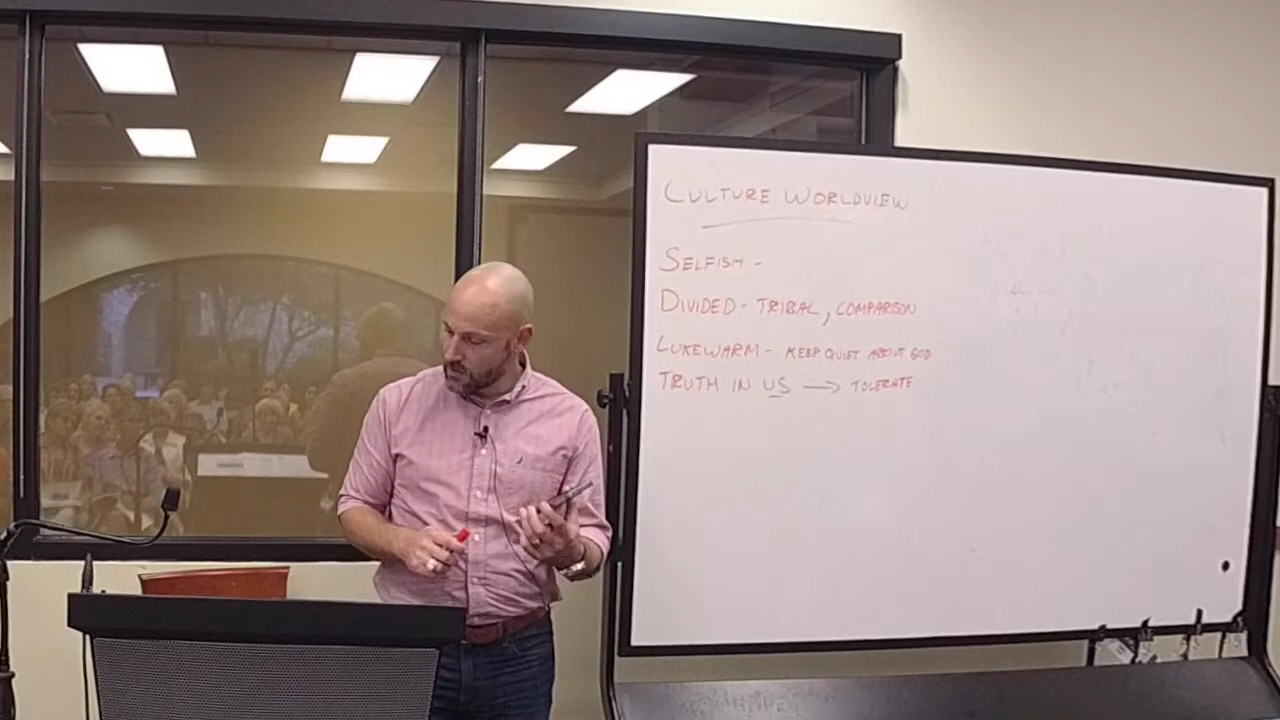 CULTURE WORLDVIEW
SELFISH -
DIVIDED - TRIBAL, COMPARISON
LUKEWARM - KEEP QUIET ABOUT GOD
TRUTH IN US → TOLERATE